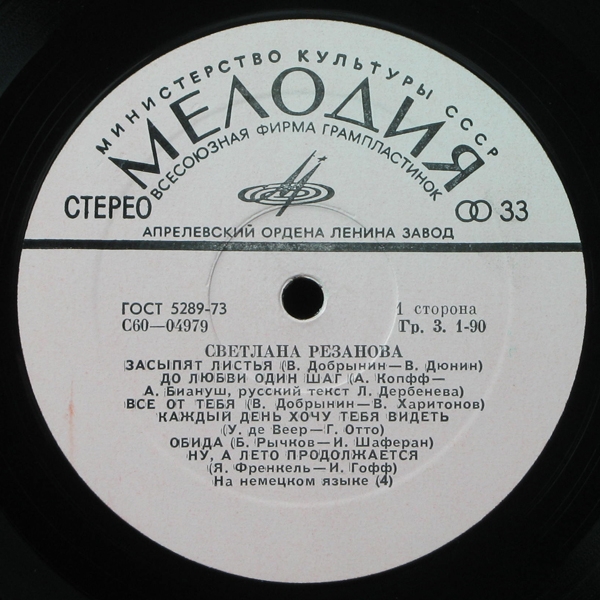 МИНИСТЕРСТВО КУЛЬТУРЫ СССР
МЕЛОДИЯ
ВСЕСОЮЗНАЯ ФИРМА ГРАМПЛАСТИНОК
СТЕРЕО
33
АПРЕЛЕВСКИЙ ОРДЕНА ЛЕНИНА ЗАВОД
ГОСТ 5289-73
1 сторона
С60—04979
Гр. 3. 1-90
СВЕТЛАНА РЕЗАНОВА
ЗАСЫПЯТ ЛИСТЬЯ (В. Добрынин—В. Дюнин)
ДО ЛЮБВИ ОДИН ШАГ (А. Копфф—
А. Биануш, русский текст Л. Дербенева)
ВСЕ ОТ ТЕБЯ (В. Добрынин—В. Харитонов)
КАЖДЫЙ ДЕНЬ ХОЧУ ТЕБЯ ВИДЕТЬ
(У. де Веер—Г. Отто)
ОБИДА (Б. Рычков—И. Шаферан)
НУ, А ЛЕТО ПРОДОЛЖАЕТСЯ
(Я. Френкель—И. Гофф)
На немецком языке (4)